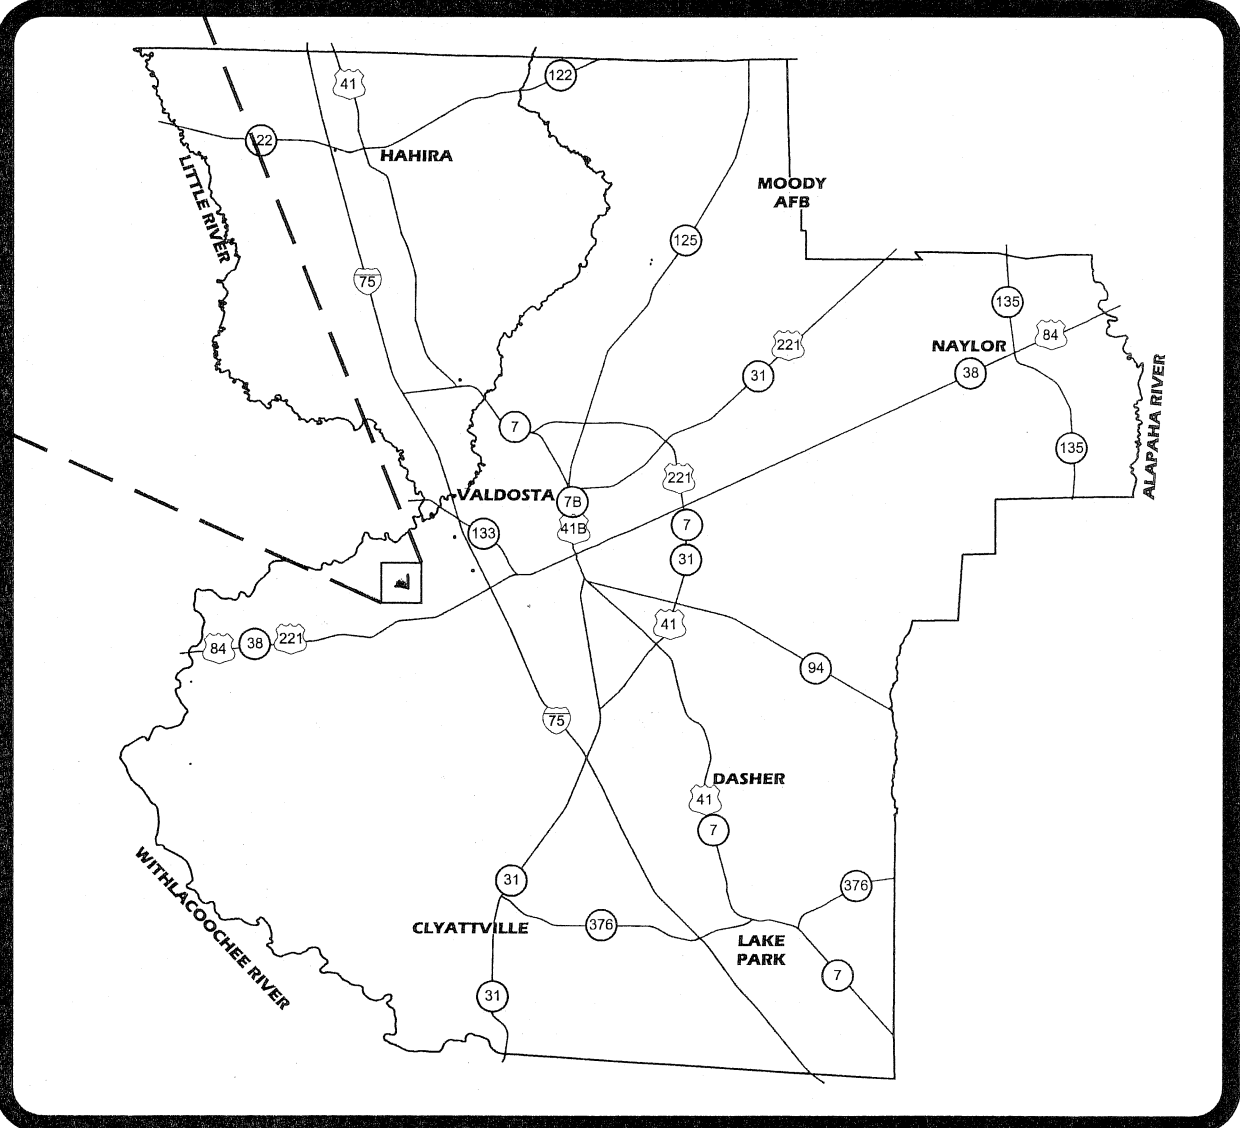 122
41
22
HAHIRA
LITTLE RIVER
MOODY
AFB
125
75
135
221
84
NAYLOR
31
38
ALAPAHA RIVER
7
135
221
VALDOSTA
7B
41B
7
133
31
41
84
38
221
94
75
DASHER
41
7
WITHLACOOCHEE RIVER
31
376
376
CLYATTVILLE
LAKE
PARK
7
31